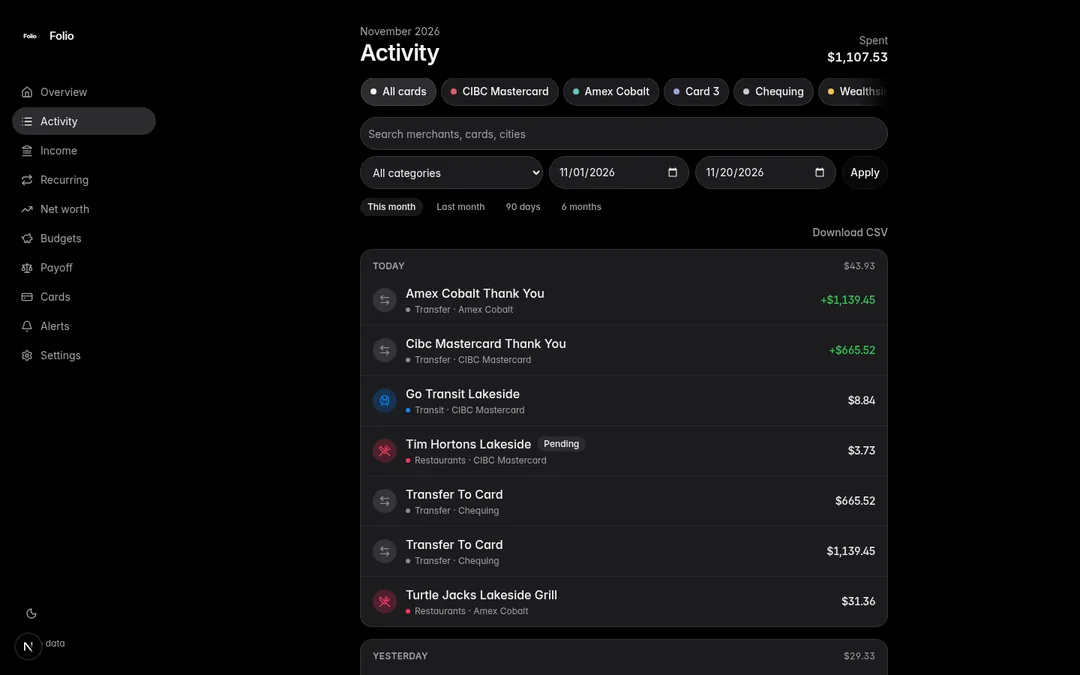 Folio Folio
Overview
Activity
Income
Recurring
Net worth
Budgets
Payoff
Cards
Alerts
Settings
N data
November 2026
Activity
Spent
$1,107.53
All cards CIBC Mastercard Amex Cobalt Card 3 Chequing
Search merchants, cards, cities
All categories 11/01/2026 11/20/2026 Apply
This month Last month 90 days 6 months
Download CSV
TODAY $43.93
Amex Cobalt Thank You +$1,139.45
Transfer · Amex Cobalt
Cibc Mastercard Thank You +$665.52
Transfer · CIBC Mastercard
Go Transit Lakeside $8.84
Transit · CIBC Mastercard
Tim Hortons Lakeside Pending $3.73
Restaurants · CIBC Mastercard
Transfer To Card $665.52
Transfer · Chequing
Transfer To Card $1,139.45
Transfer · Chequing
Turtle Jacks Lakeside Grill $31.36
Restaurants · Amex Cobalt
YESTERDAY $29.33